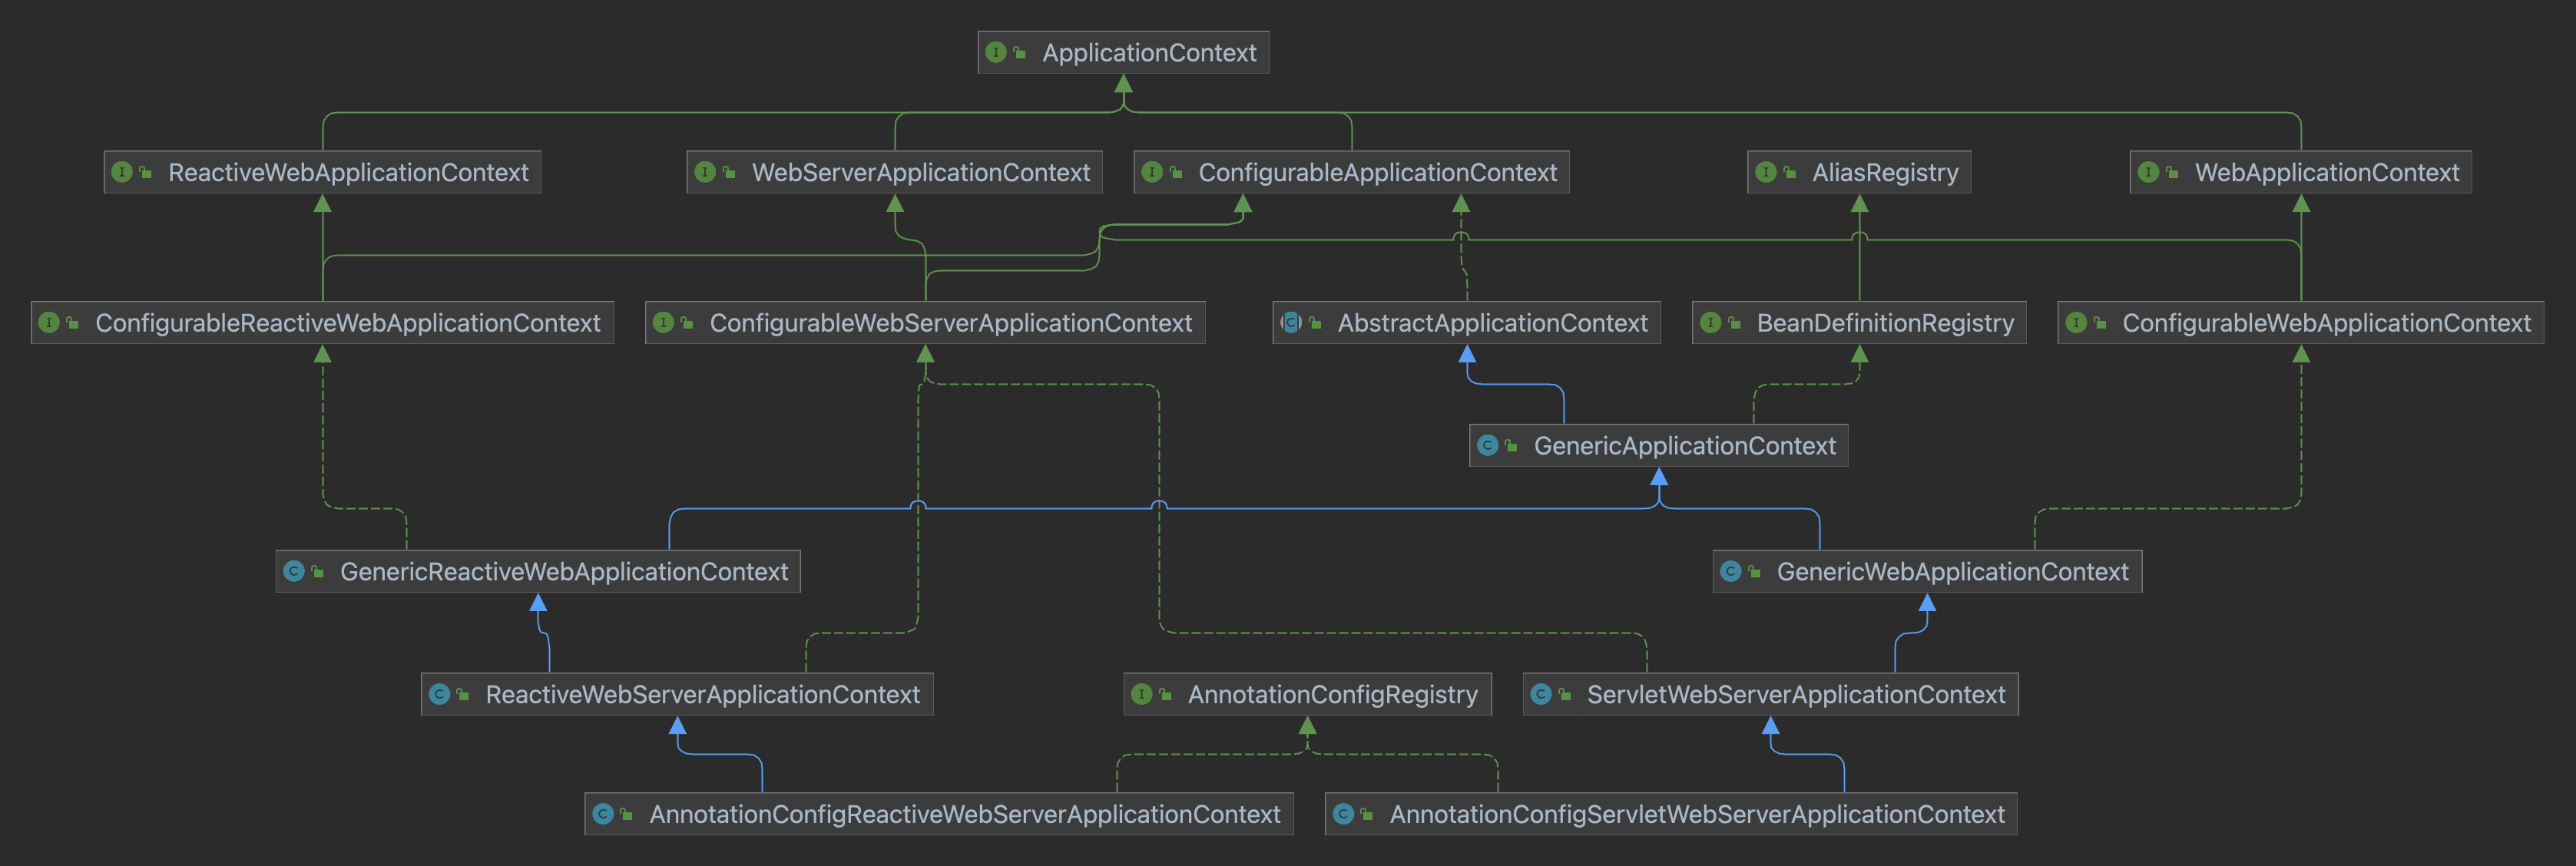 ApplicationContext
ReactiveWebApplicationContext
WebServerApplicationContext
ConfigurableApplicationContext
AliasRegistry
WebApplicationContext
ConfigurableReactiveWebApplicationContext
ConfigurableWebServerApplicationContext
AbstractApplicationContext
BeanDefinitionRegistry
ConfigurableWebApplicationContext
GenericApplicationContext
GenericReactiveWebApplicationContext
GenericWebApplicationContext
ReactiveWebServerApplicationContext
AnnotationConfigRegistry
ServletWebServerApplicationContext
AnnotationConfigReactiveWebServerApplicationContext
AnnotationConfigServletWebServerApplicationContext